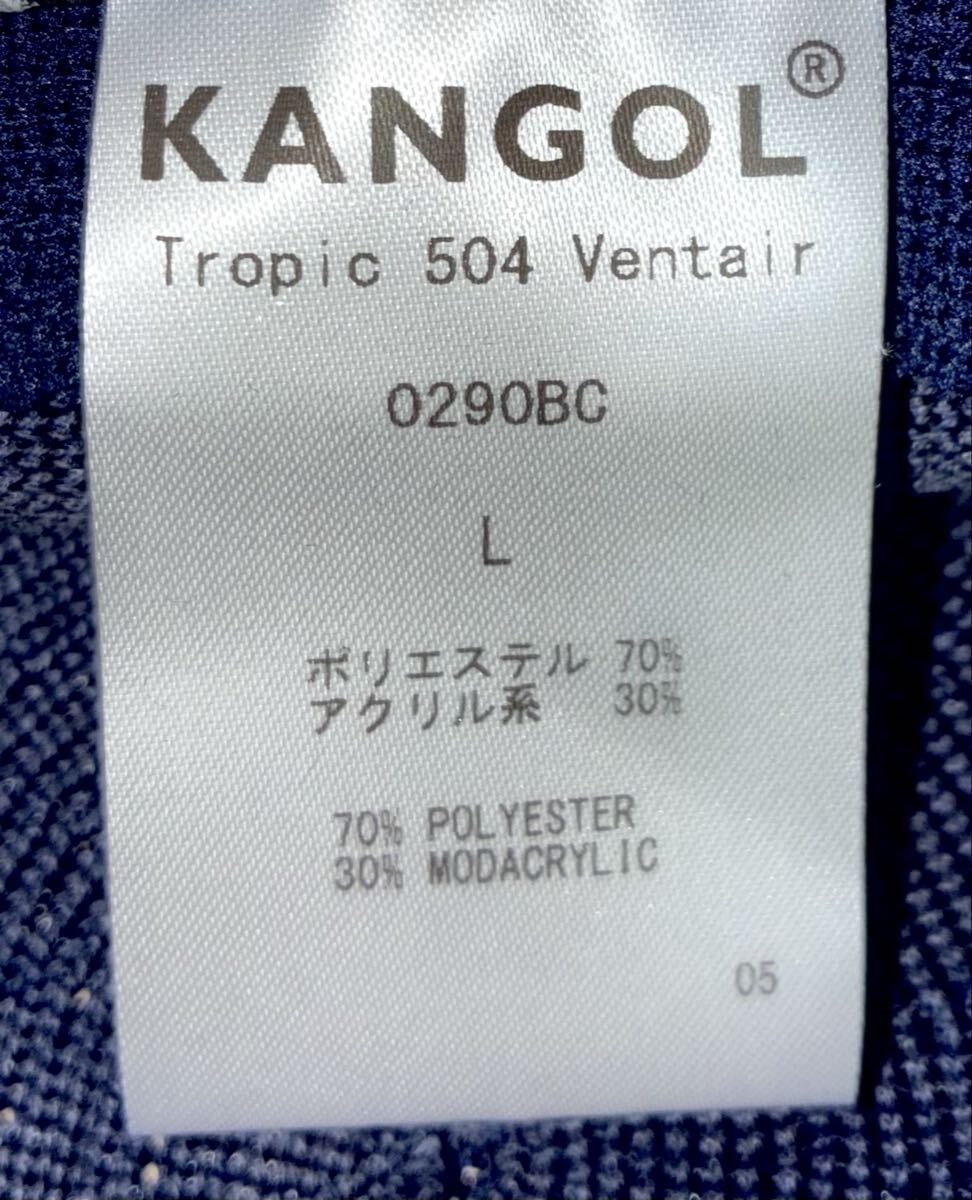 KANGOL®
Tropic 504 Ventair
0290BC
L
ポリエステル 70%
アクリル系 30%
70% POLYESTER
30% MODACRYLIC
05